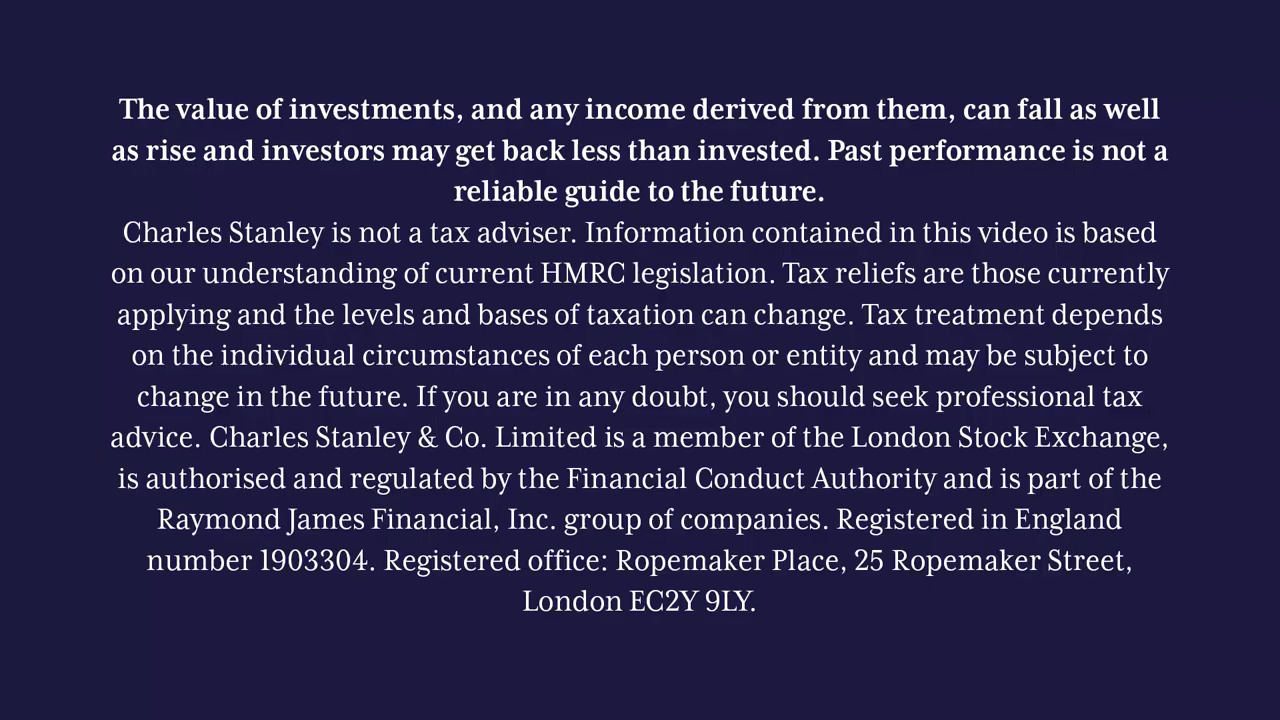 The value of investments, and any income derived from them, can fall as well
as rise and investors may get back less than invested. Past performance is not a
reliable guide to the future.
Charles Stanley is not a tax adviser. Information contained in this video is based
on our understanding of current HMRC legislation. Tax reliefs are those currently
applying and the levels and bases of taxation can change. Tax treatment depends
on the individual circumstances of each person or entity and may be subject to
change in the future. If you are in any doubt, you should seek professional tax
advice. Charles Stanley & Co. Limited is a member of the London Stock Exchange,
is authorised and regulated by the Financial Conduct Authority and is part of the
Raymond James Financial, Inc. group of companies. Registered in England
number 1903304. Registered office: Ropemaker Place, 25 Ropemaker Street,
London EC2Y 9LY.